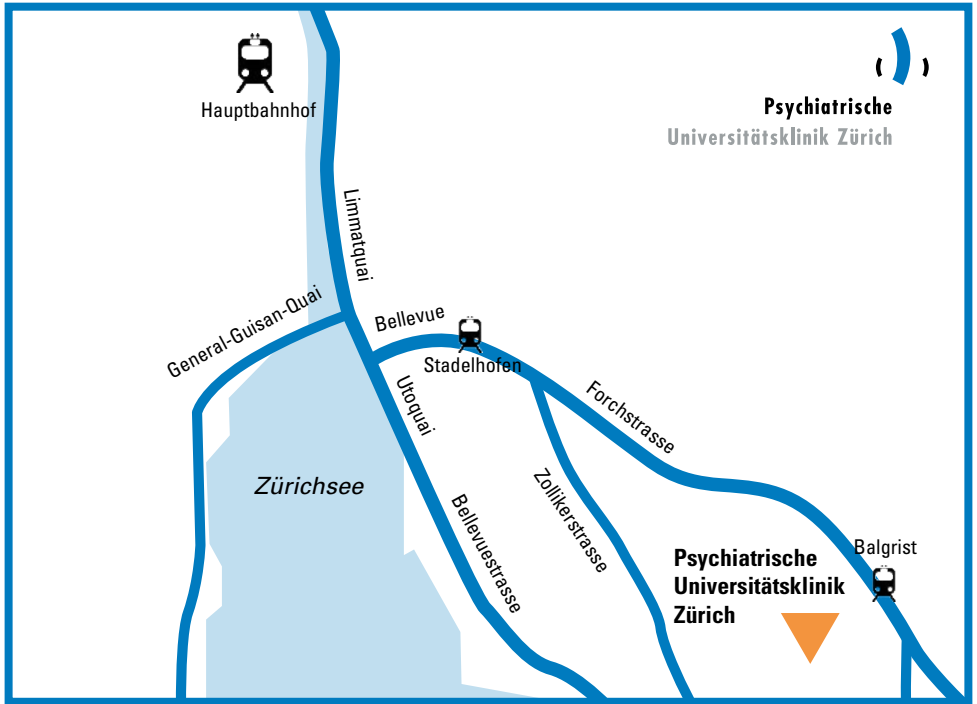 Hauptbahnhof
Psychiatrische
Universitätsklinik Zürich
Limmatquai
General-Guisan-Quai
Bellevue
Stadelhofen
Utoquai
Forchstrasse
Zürichsee
Zollikerstrasse
Bellevuestrasse
Balgrist
Psychiatrische
Universitätsklinik
Zürich